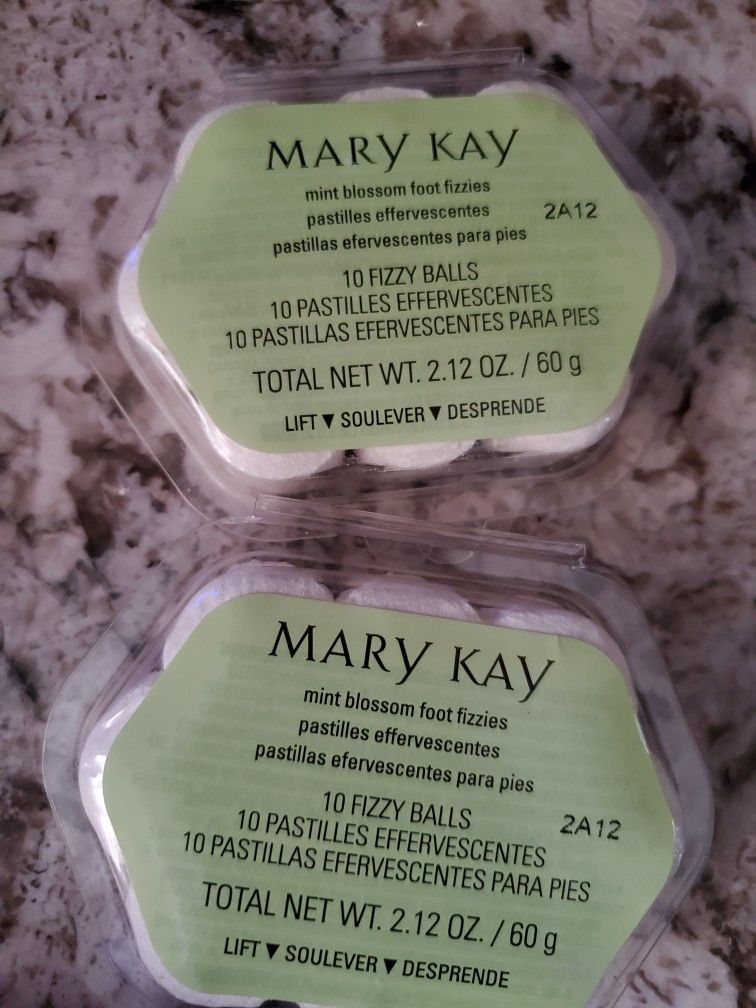 MARY KAY
mint blossom foot fizzies
pastilles effervescentes
2A12
pastillas efervescentes para pies
10 FIZZY BALLS
10 PASTILLES EFFERVESCENTES
10 PASTILLAS EFERVESCENTES PARA PIES
TOTAL NET WT. 2.12 OZ. / 60 g
LIFT ▼ SOULEVER ▼ DESPRENDE
MARY KAY
mint blossom foot fizzies
pastilles effervescentes
pastillas efervescentes para pies
10 FIZZY BALLS
2A12
10 PASTILLES EFFERVESCENTES
10 PASTILLAS EFERVESCENTES PARA PIES
TOTAL NET WT. 2.12 OZ. / 60 g
LIFT ▼ SOULEVER ▼ DESPRENDE